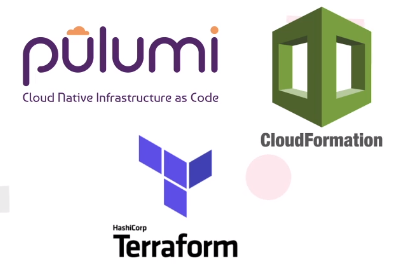 pulumi
Cloud Native Infrastructure as Code
CloudFormation
HashiCorp
Terraform